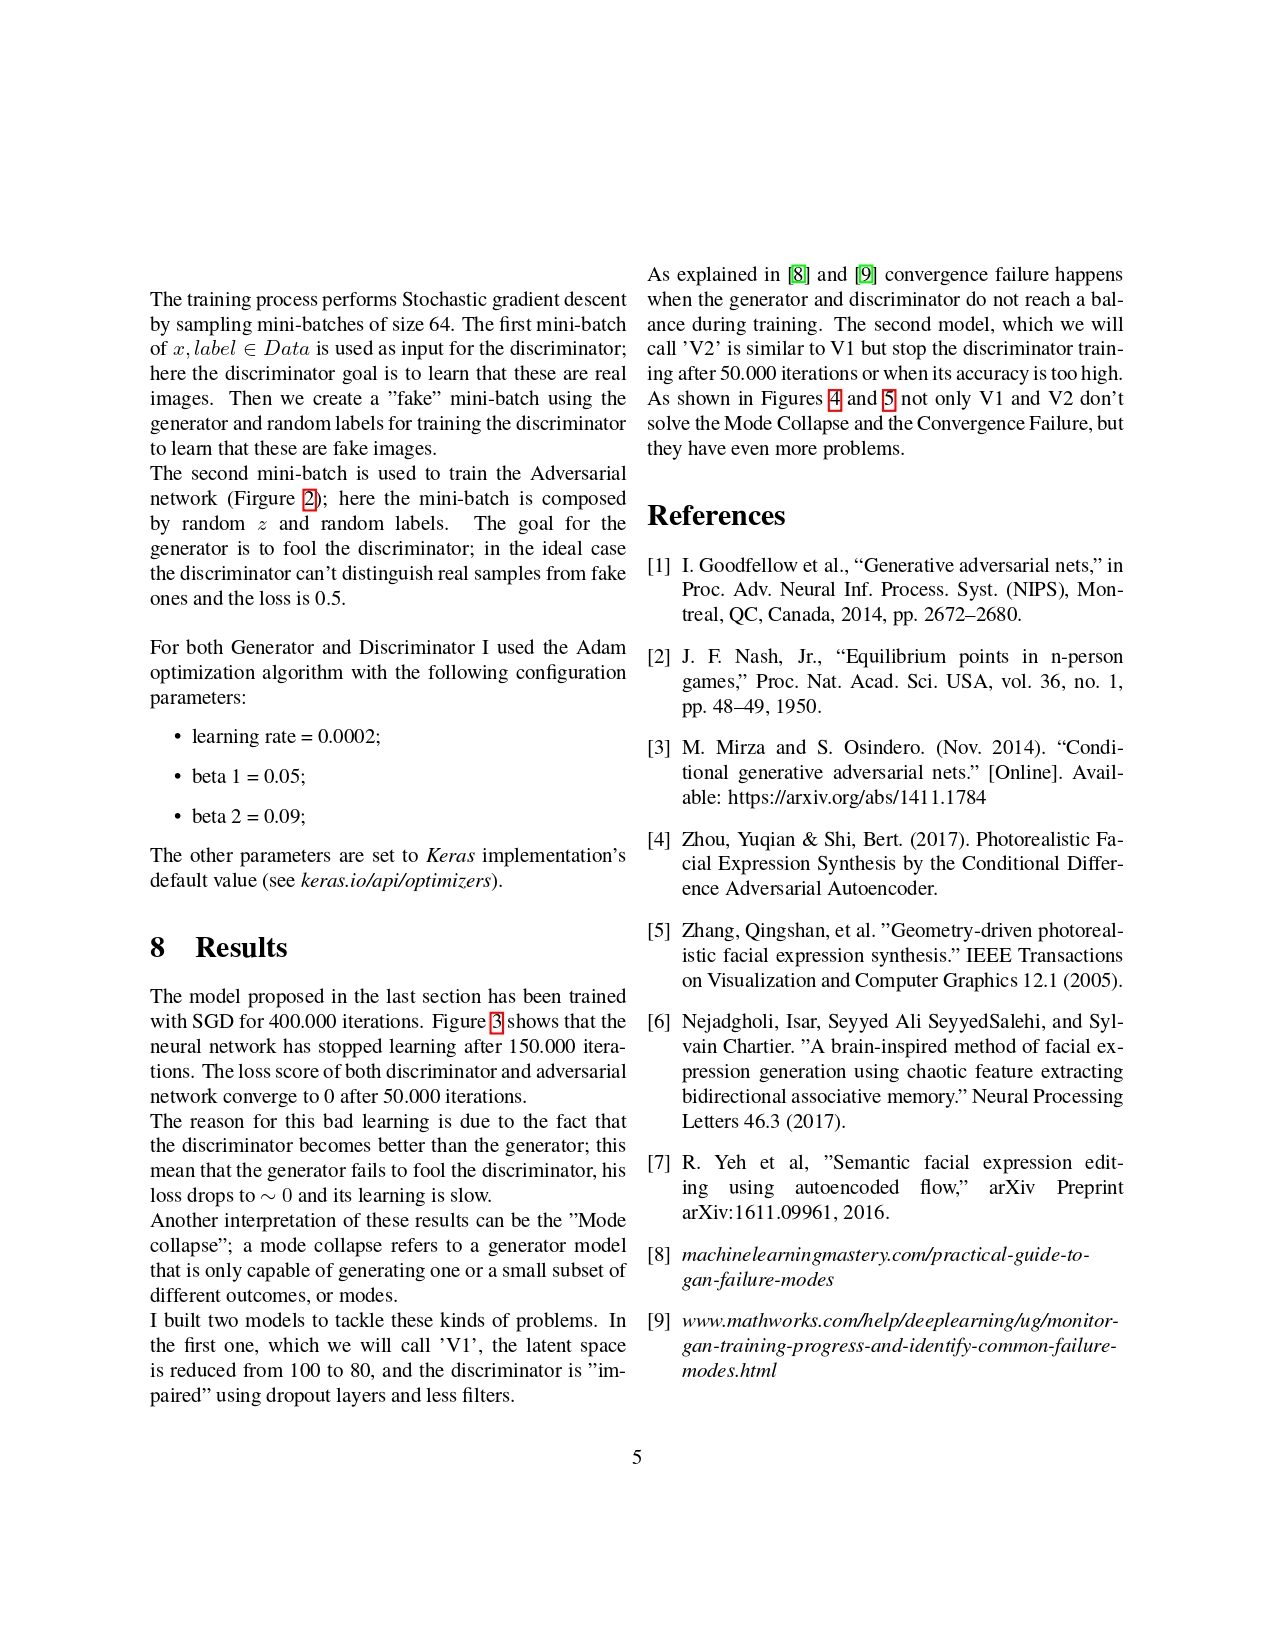 The training process performs Stochastic gradient descent
by sampling mini-batches of size 64. The first mini-batch
of x, label ∈ Data is used as input for the discriminator;
here the discriminator goal is to learn that these are real
images. Then we create a ”fake” mini-batch using the
generator and random labels for training the discriminator
to learn that these are fake images.
The second mini-batch is used to train the Adversarial
network (Firgure 2); here the mini-batch is composed
by random z and random labels. The goal for the
generator is to fool the discriminator; in the ideal case
the discriminator can’t distinguish real samples from fake
ones and the loss is 0.5.
For both Generator and Discriminator I used the Adam
optimization algorithm with the following configuration
parameters:
• learning rate = 0.0002;
• beta 1 = 0.05;
• beta 2 = 0.09;
The other parameters are set to Keras implementation’s
default value (see keras.io/api/optimizers).
8 Results
The model proposed in the last section has been trained
with SGD for 400.000 iterations. Figure 3 shows that the
neural network has stopped learning after 150.000 itera-
tions. The loss score of both discriminator and adversarial
network converge to 0 after 50.000 iterations.
The reason for this bad learning is due to the fact that
the discriminator becomes better than the generator; this
mean that the generator fails to fool the discriminator, his
loss drops to ∼ 0 and its learning is slow.
Another interpretation of these results can be the ”Mode
collapse”; a mode collapse refers to a generator model
that is only capable of generating one or a small subset of
different outcomes, or modes.
I built two models to tackle these kinds of problems. In
the first one, which we will call ’V1’, the latent space
is reduced from 100 to 80, and the discriminator is ”im-
paired” using dropout layers and less filters.
As explained in [8] and [9] convergence failure happens
when the generator and discriminator do not reach a bal-
ance during training. The second model, which we will
call ’V2’ is similar to V1 but stop the discriminator train-
ing after 50.000 iterations or when its accuracy is too high.
As shown in Figures 4 and 5 not only V1 and V2 don’t
solve the Mode Collapse and the Convergence Failure, but
they have even more problems.
References
[1] I. Goodfellow et al., “Generative adversarial nets,” in
Proc. Adv. Neural Inf. Process. Syst. (NIPS), Mon-
treal, QC, Canada, 2014, pp. 2672–2680.
[2] J. F. Nash, Jr., “Equilibrium points in n-person
games,” Proc. Nat. Acad. Sci. USA, vol. 36, no. 1,
pp. 48–49, 1950.
[3] M. Mirza and S. Osindero. (Nov. 2014). “Condi-
tional generative adversarial nets.” [Online]. Avail-
able: https://arxiv.org/abs/1411.1784
[4] Zhou, Yuqian & Shi, Bert. (2017). Photorealistic Fa-
cial Expression Synthesis by the Conditional Differ-
ence Adversarial Autoencoder.
[5] Zhang, Qingshan, et al. ”Geometry-driven photoreal-
istic facial expression synthesis.” IEEE Transactions
on Visualization and Computer Graphics 12.1 (2005).
[6] Nejadgholi, Isar, Seyyed Ali SeyyedSalehi, and Syl-
vain Chartier. ”A brain-inspired method of facial ex-
pression generation using chaotic feature extracting
bidirectional associative memory.” Neural Processing
Letters 46.3 (2017).
[7] R. Yeh et al, ”Semantic facial expression edit-
ing using autoencoded flow,” arXiv Preprint
arXiv:1611.09961, 2016.
[8] machinelearningmastery.com/practical-guide-to-
gan-failure-modes
[9] www.mathworks.com/help/deeplearning/ug/monitor-
gan-training-progress-and-identify-common-failure-
modes.html
5